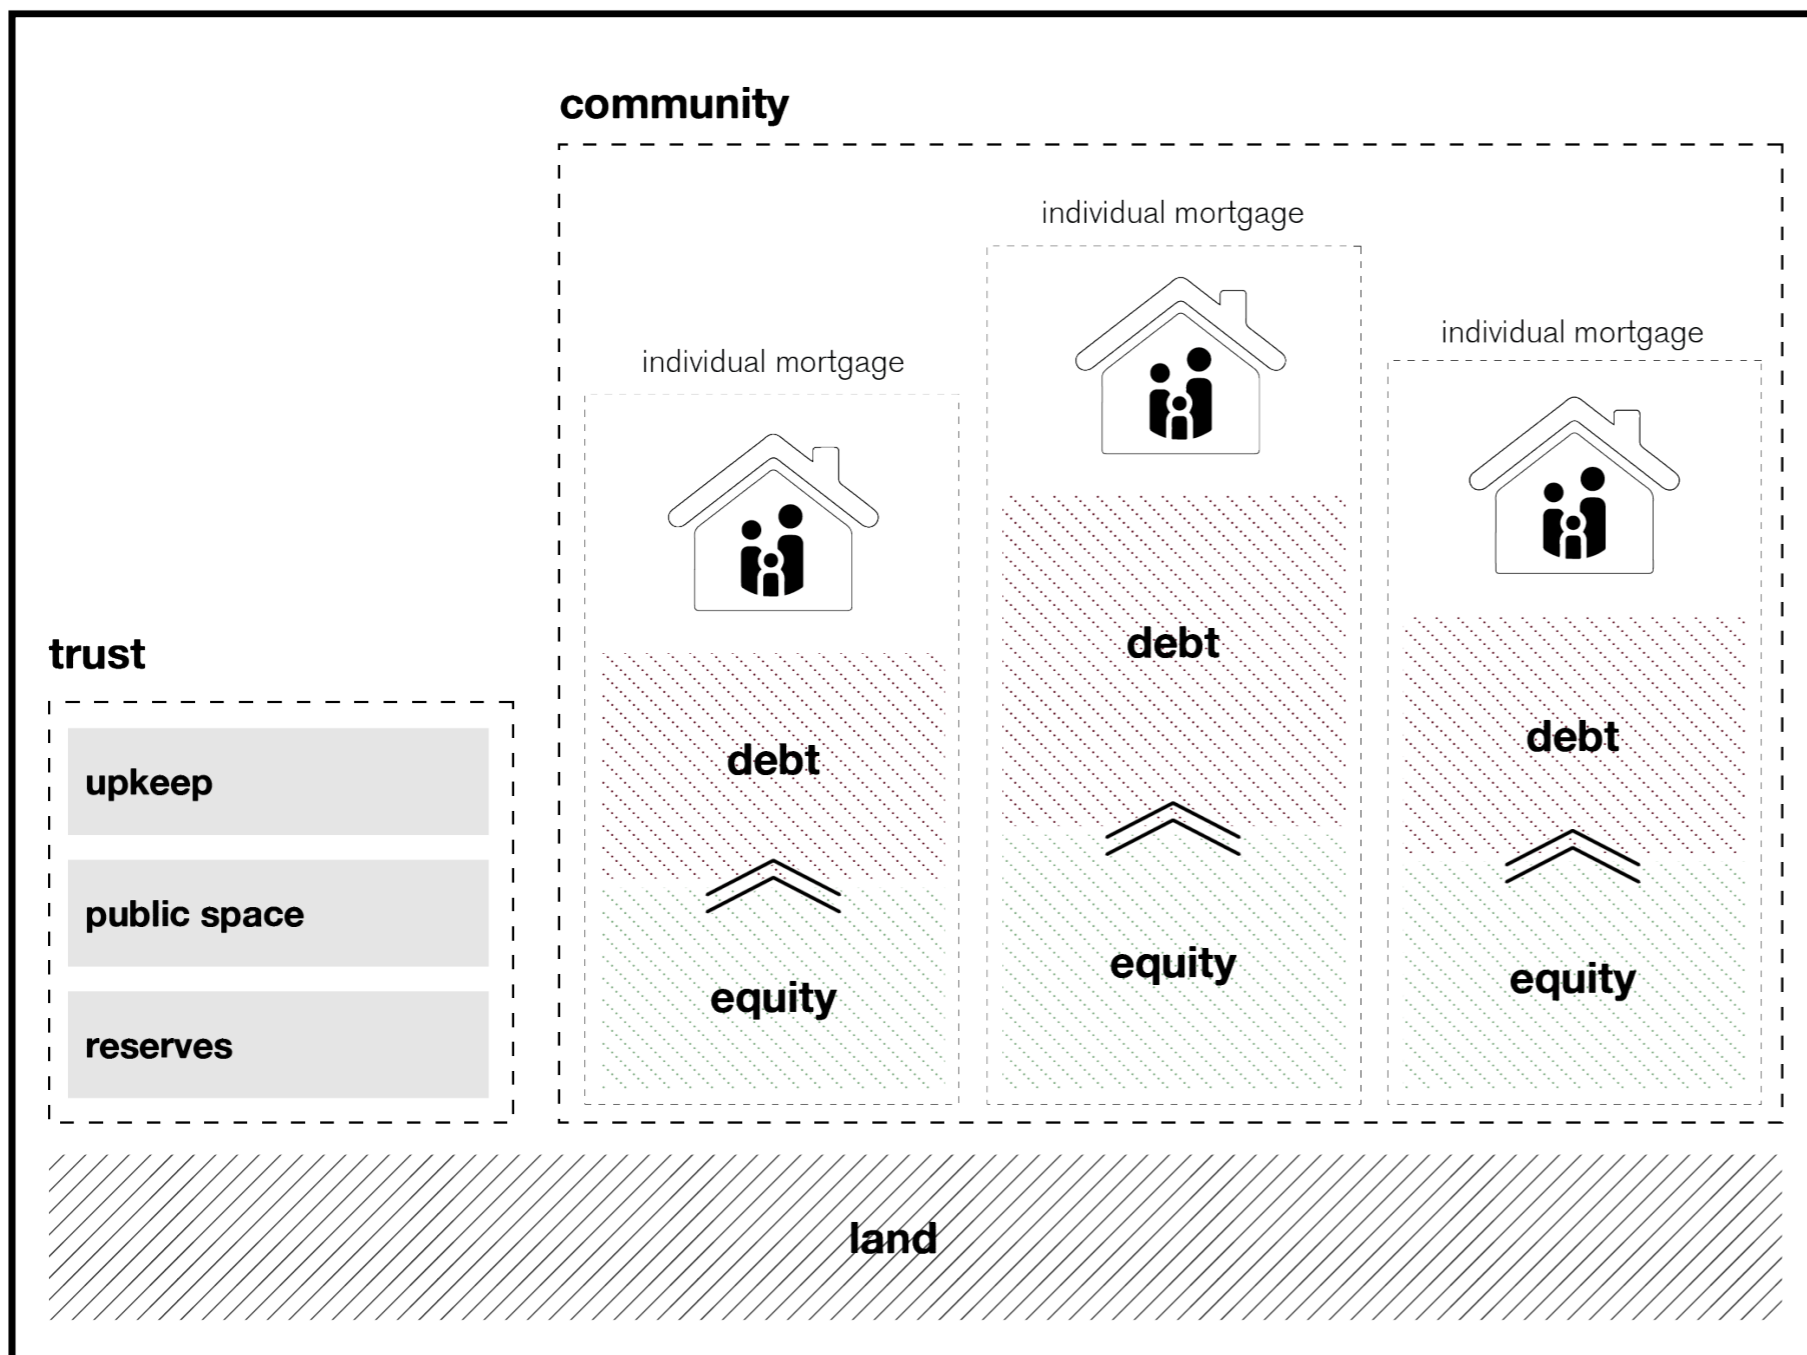 community
individual mortgage
individual mortgage
individual mortgage
trust
debt
debt
debt
upkeep
public space
equity
equity
equity
reserves
land